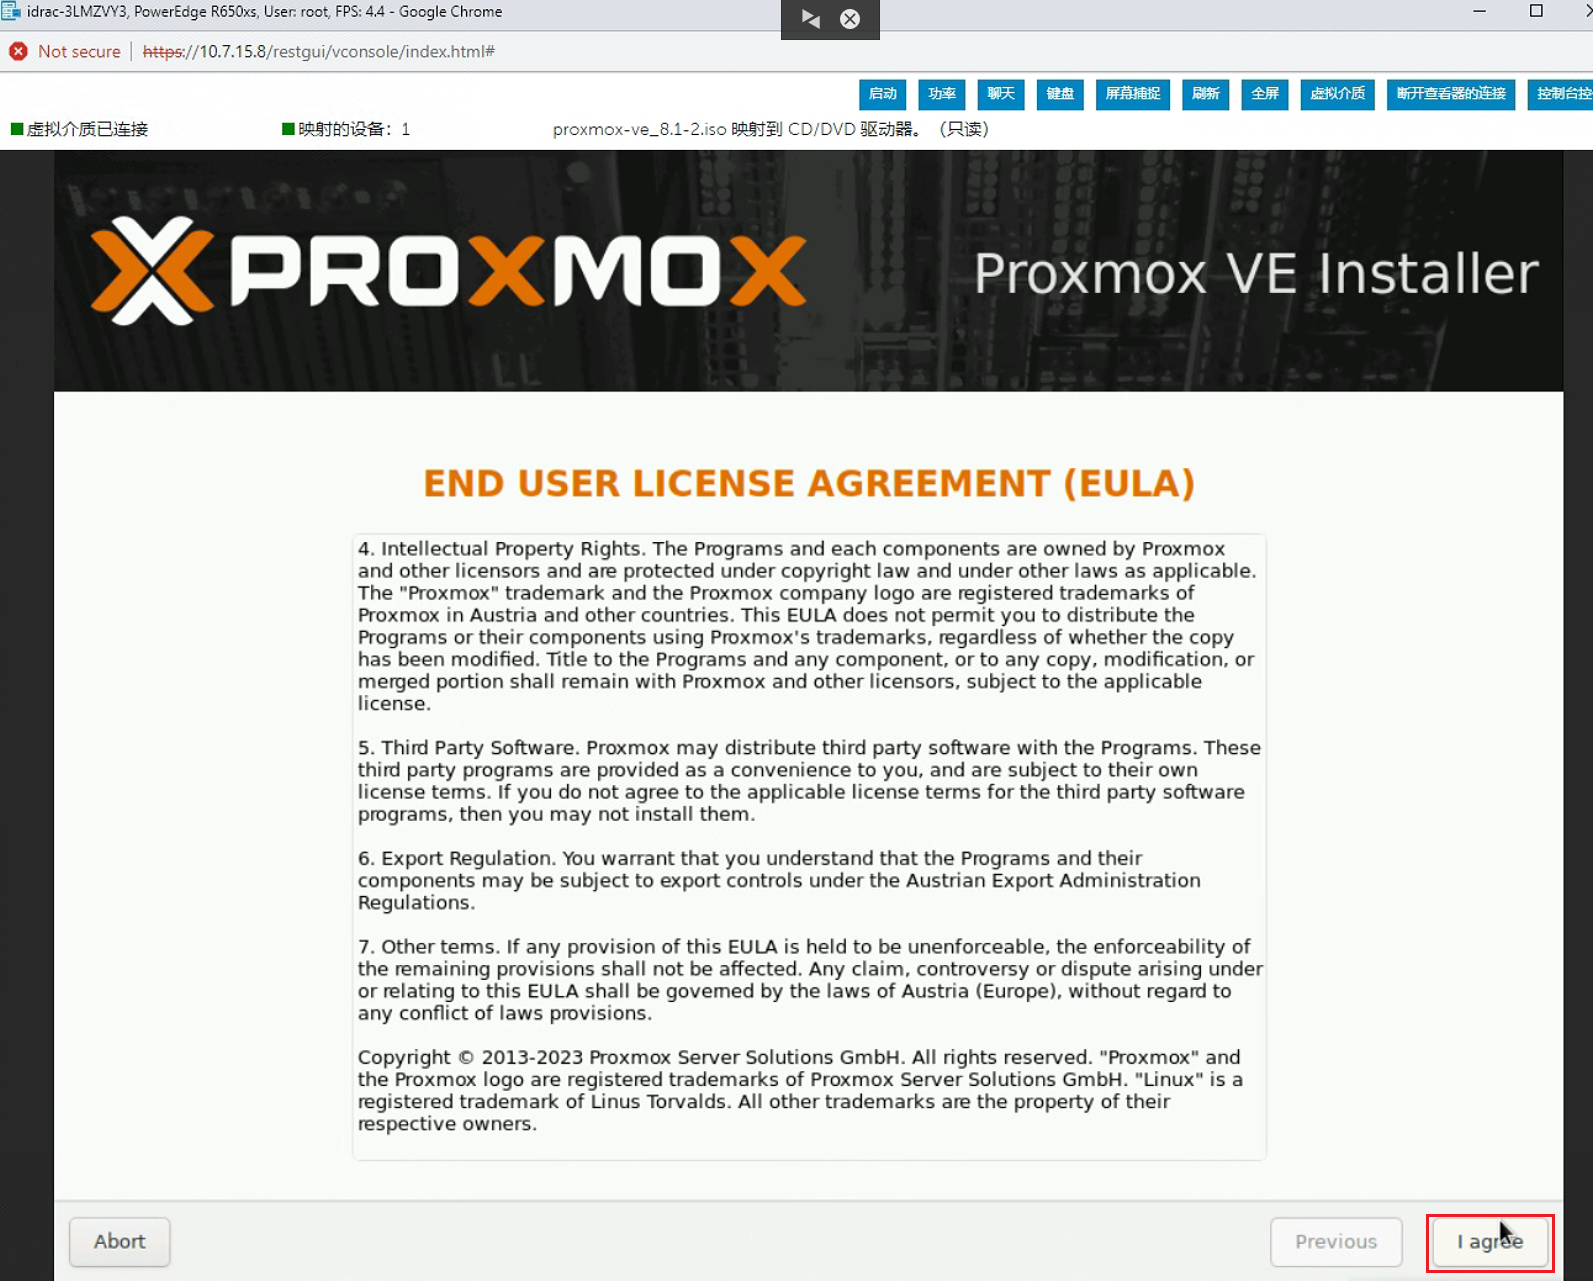 idrac-3LMZVY3, PowerEdge R650xs, User: root, FPS: 4.4 - Google Chrome
Not secure https://10.7.15.8/restgui/vconsole/index.html#
启动 功率 聊天 键盘 屏幕捕捉 刷新 全屏 虚拟介质 断开查看器的连接 控制台控
虚拟介质已连接 映射的设备：1 proxmox-ve_8.1-2.iso 映射到 CD/DVD 驱动器。（只读）
PROXMOX Proxmox VE Installer
END USER LICENSE AGREEMENT (EULA)
4. Intellectual Property Rights. The Programs and each components are owned by Proxmox
and other licensors and are protected under copyright law and under other laws as applicable.
The "Proxmox" trademark and the Proxmox company logo are registered trademarks of
Proxmox in Austria and other countries. This EULA does not permit you to distribute the
Programs or their components using Proxmox's trademarks, regardless of whether the copy
has been modified. Title to the Programs and any component, or to any copy, modification, or
merged portion shall remain with Proxmox and other licensors, subject to the applicable
license.
5. Third Party Software. Proxmox may distribute third party software with the Programs. These
third party programs are provided as a convenience to you, and are subject to their own
license terms. If you do not agree to the applicable license terms for the third party software
programs, then you may not install them.
6. Export Regulation. You warrant that you understand that the Programs and their
components may be subject to export controls under the Austrian Export Administration
Regulations.
7. Other terms. If any provision of this EULA is held to be unenforceable, the enforceability of
the remaining provisions shall not be affected. Any claim, controversy or dispute arising under
or relating to this EULA shall be governed by the laws of Austria (Europe), without regard to
any conflict of laws provisions.
Copyright © 2013-2023 Proxmox Server Solutions GmbH. All rights reserved. "Proxmox" and
the Proxmox logo are registered trademarks of Proxmox Server Solutions GmbH. "Linux" is a
registered trademark of Linus Torvalds. All other trademarks are the property of their
respective owners.
Abort Previous I agree